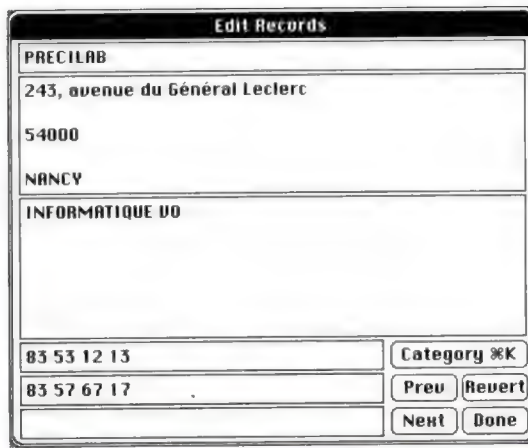 Edit Records
PRECILAB
243, avenue du Général Leclerc
54000
NANCY
INFORMATIQUE VO
83 53 12 13
Category ⌘K
83 57 67 17
Prev
Revert
Next
Done